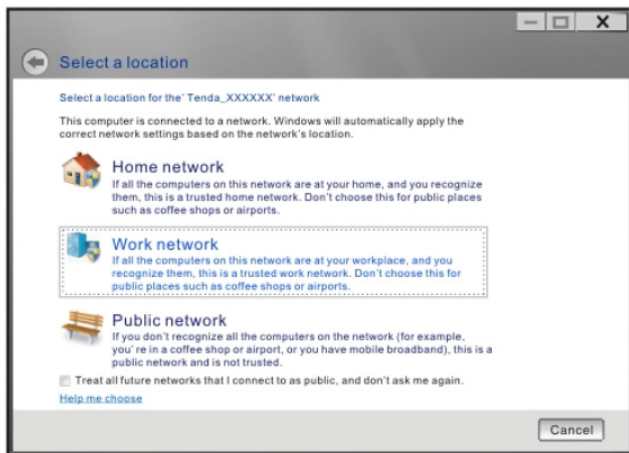 Select a location
Select a location for the' Tenda_XXXXXX' network
This computer is connected to a network. Windows will automatically apply the
correct network settings based on the network's location.
Home network
If all the computers on this network are at your home, and you recognize
them, this is a trusted home network. Don't choose this for public places
such as coffee shops or airports.
Work network
If all the computers on this network are at your workplace, and you
recognize them, this is a trusted work network. Don't choose this for
public places such as coffee shops or airports.
Public network
If you don't recognize all the computers on the network (for example,
you' re in a coffee shop or airport, or you have mobile broadband), this is a
public network and is not trusted.
Treat all future networks that I connect to as public, and don't ask me again.
Help me choose
Cancel